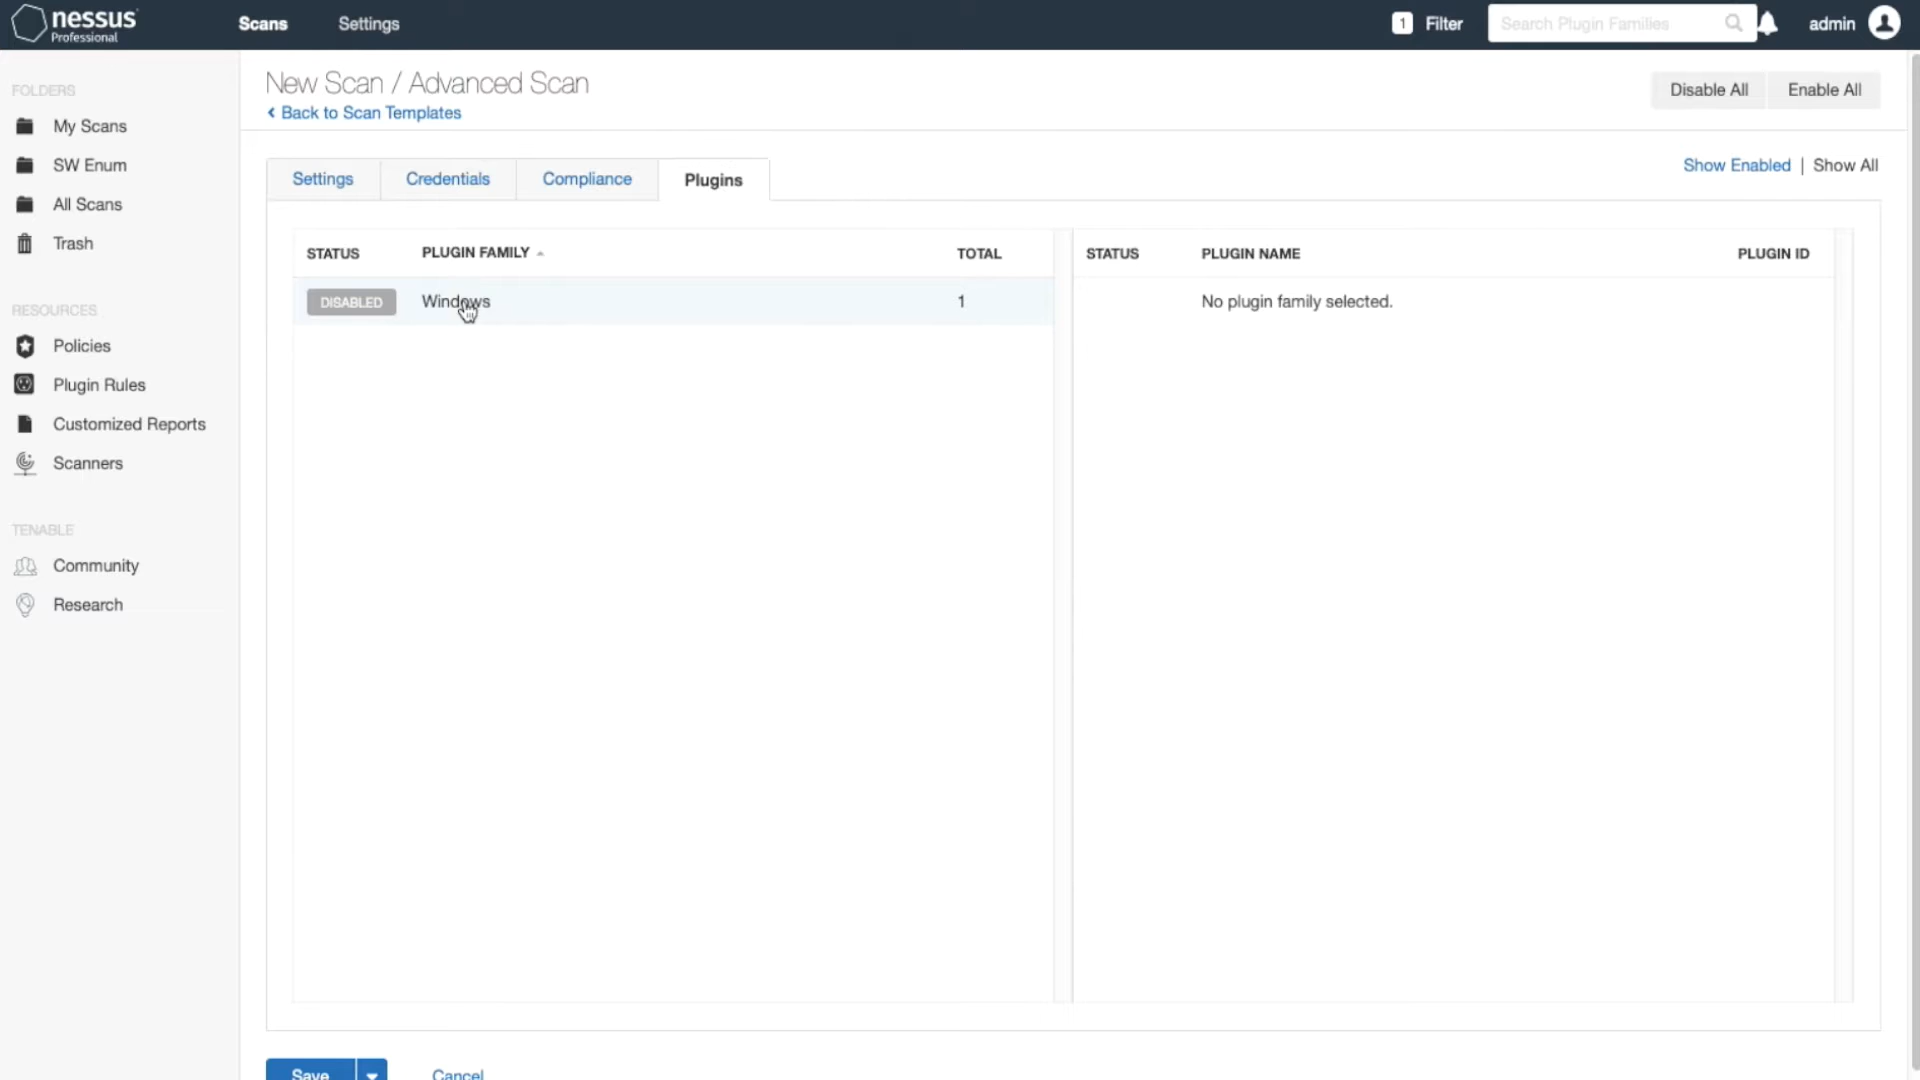 nessus
Professional
Scans
Settings
1
Filter
Search Plugin Families
admin
FOLDERS
My Scans
SW Enum
All Scans
Trash
RESOURCES
Policies
Plugin Rules
Customized Reports
Scanners
TENABLE
Community
Research
New Scan / Advanced Scan
Back to Scan Templates
Disable All
Enable All
Settings
Credentials
Compliance
Plugins
Show Enabled | Show All
STATUS
PLUGIN FAMILY
TOTAL
STATUS
PLUGIN NAME
PLUGIN ID
DISABLED
Windows
1
No plugin family selected.
Save
Cancel